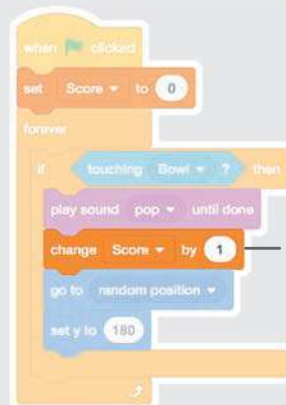 when clicked
set Score to 0
forever
if touching Bowl ? then
play sound pop until done
change Score by 1
go to random position
set y to 180